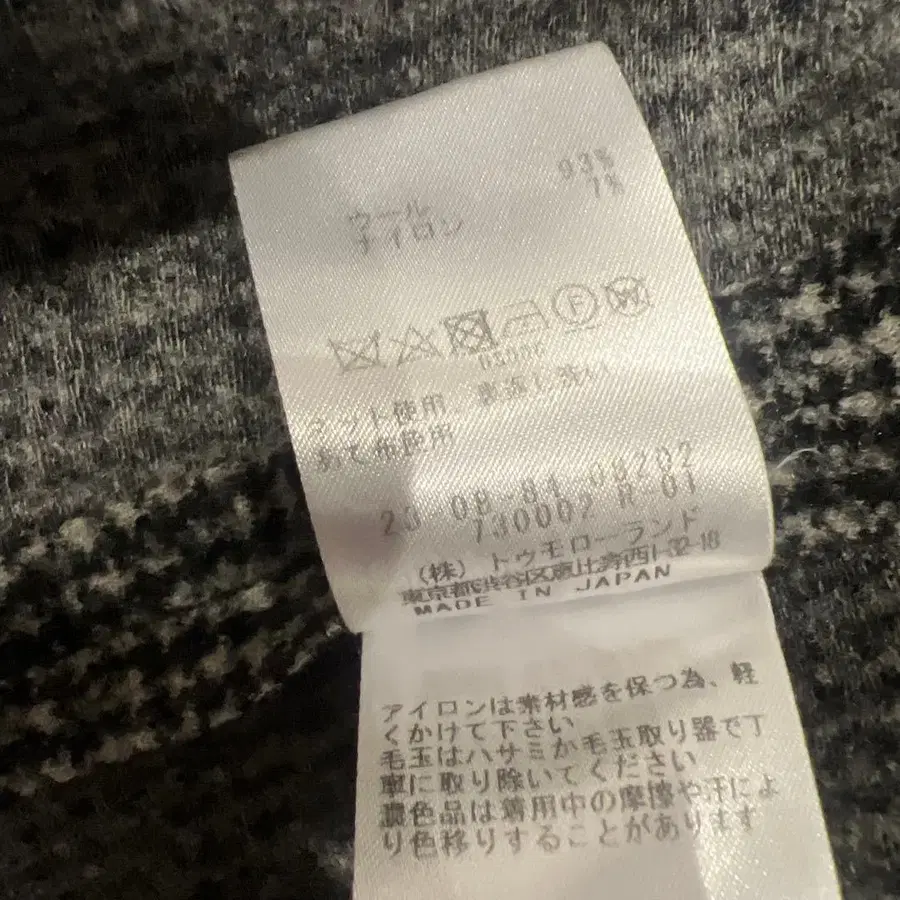 ウール 93%
ナイロン 7%
F W
ネット使用 裏返し洗い
あて布使用
23-08-84-08202
730002 R-01
(株)トゥモローランド
東京都渋谷区恵比寿西1-32-18
MADE IN JAPAN
アイロンは素材感を保つ為、軽
くかけて下さい
毛玉はハサミか毛玉取り器で丁
寧に取り除いてください
濃色品は着用中の摩擦や汗によ
り色移りすることがあります